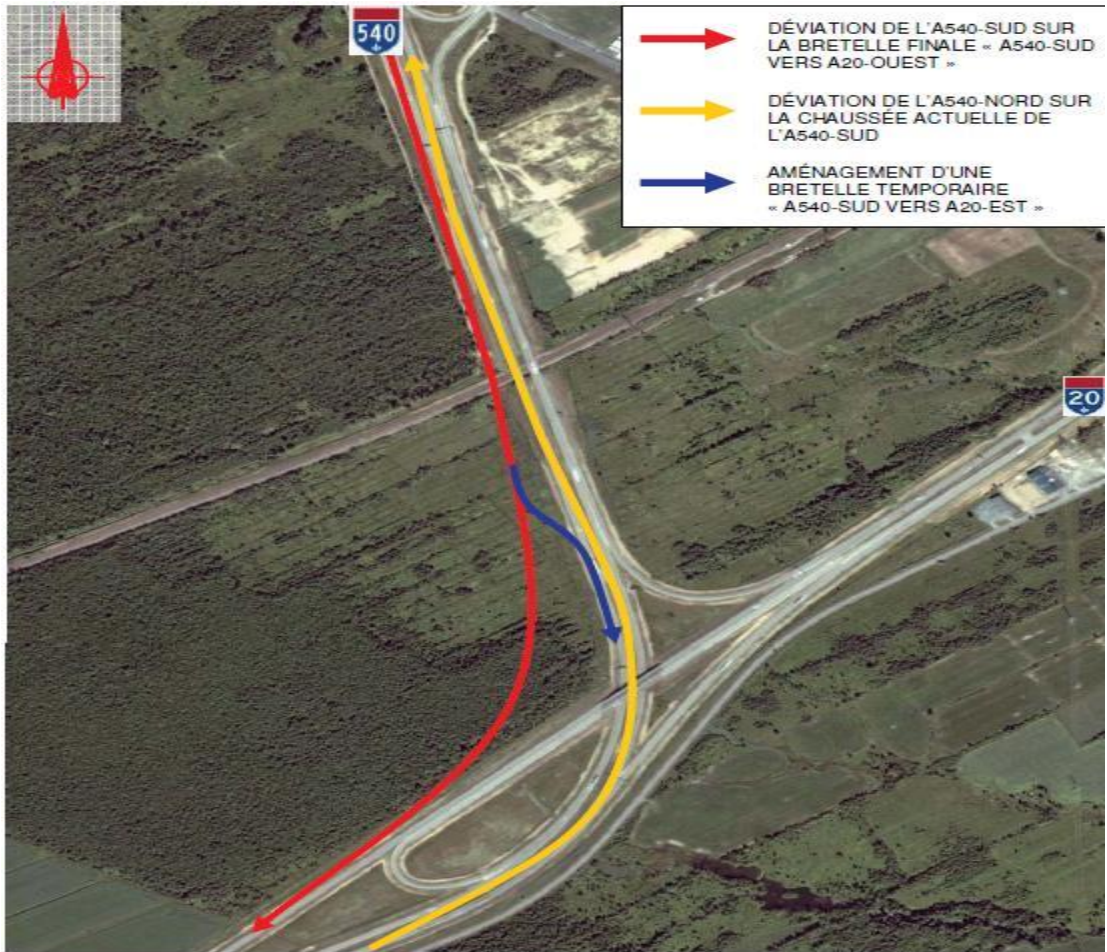 540
DÉVIATION DE L'A540-SUD SUR
LA BRETELLE FINALE « A540-SUD
VERS A20-OUEST »
DÉVIATION DE L'A540-NORD SUR
LA CHAUSSÉE ACTUELLE DE
L'A540-SUD
AMÉNAGEMENT D'UNE
BRETELLE TEMPORAIRE
« A540-SUD VERS A20-EST »
20